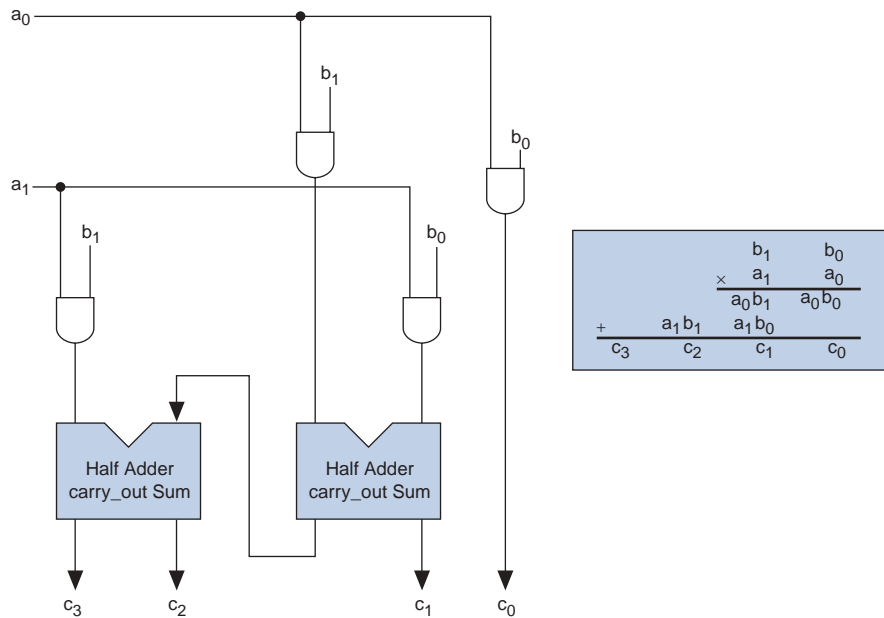 a₀
b₁
b₀
a₁
b₁
b₀
Half Adder
carry_out Sum
Half Adder
carry_out Sum
c₃ c₂ c₁ c₀
b₁ b₀
× a₁ a₀
a₀b₁ a₀b₀
+ a₁b₁ a₁b₀
c₃ c₂ c₁ c₀